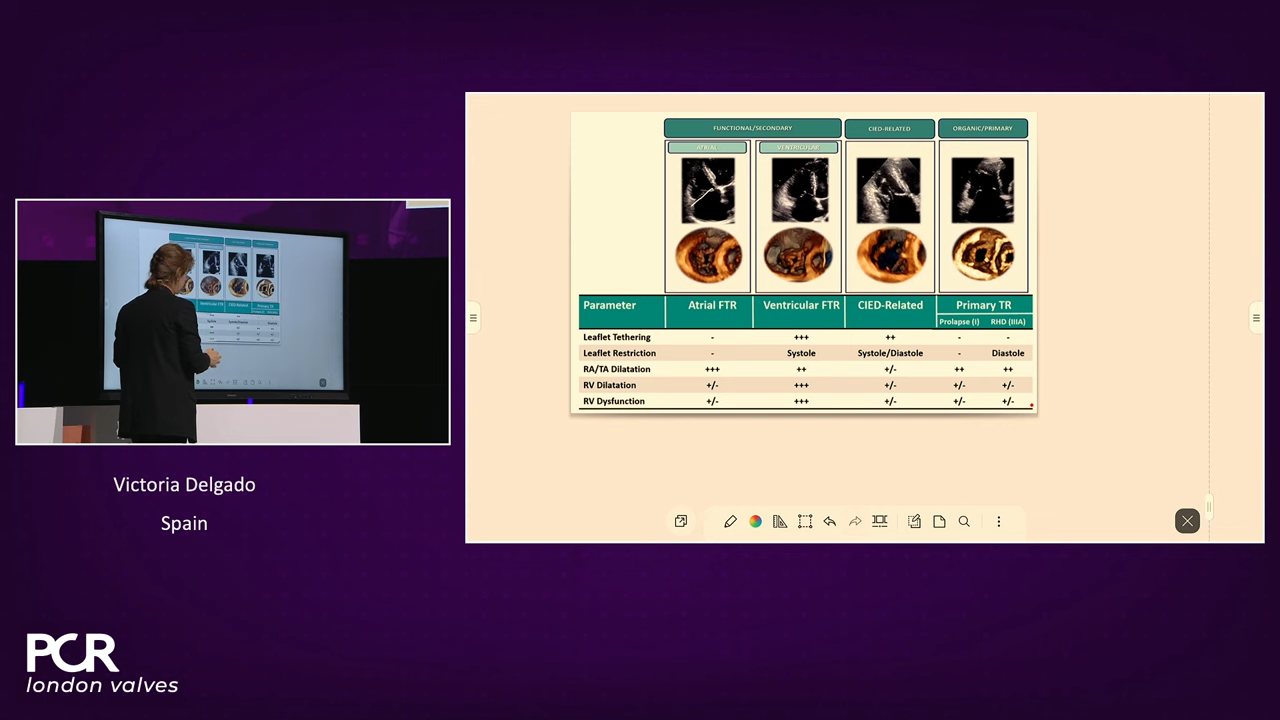 FUNCTIONAL/SECONDARY CIED-RELATED ORGANIC/PRIMARY
ATRIAL VENTRICULAR
Parameter Atrial FTR Ventricular FTR CIED-Related Primary TR
Prolapse (I) RHD (IIIA)
Leaflet Tethering - +++ ++ - -
Leaflet Restriction - Systole Systole/Diastole - Diastole
RA/TA Dilatation +++ ++ +/- ++ ++
RV Dilatation +/- +++ +/- +/- +/-
RV Dysfunction +/- +++ +/- +/- +/-
Victoria Delgado
Spain
PCR
london valves